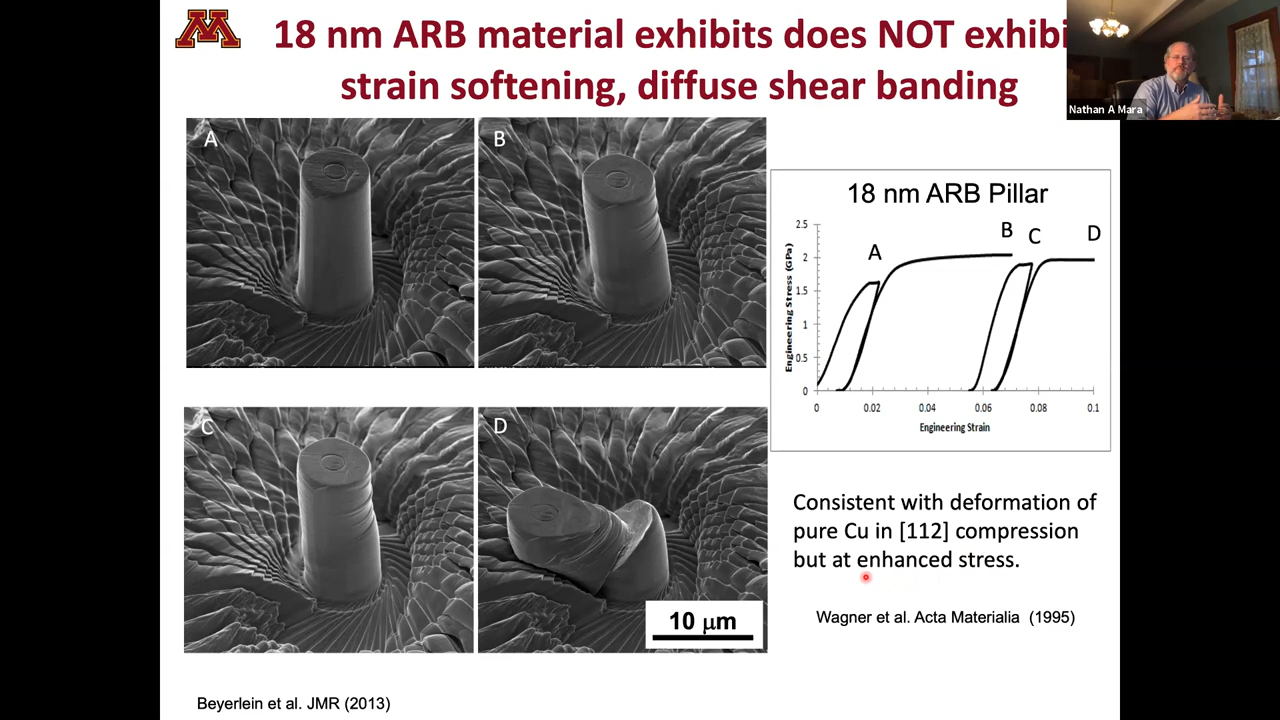 18 nm ARB material exhibits does NOT exhibi
strain softening, diffuse shear banding
Nathan A Mara
A
B
C
D
10 μm
18 nm ARB Pillar
A
B
C
D
Engineering Stress (GPa)
2.5
2
1.5
1
0.5
0
0
0.02
0.04
0.06
0.08
0.1
Engineering Strain
Consistent with deformation of
pure Cu in [112] compression
but at enhanced stress.
Wagner et al. Acta Materialia (1995)
Beyerlein et al. JMR (2013)